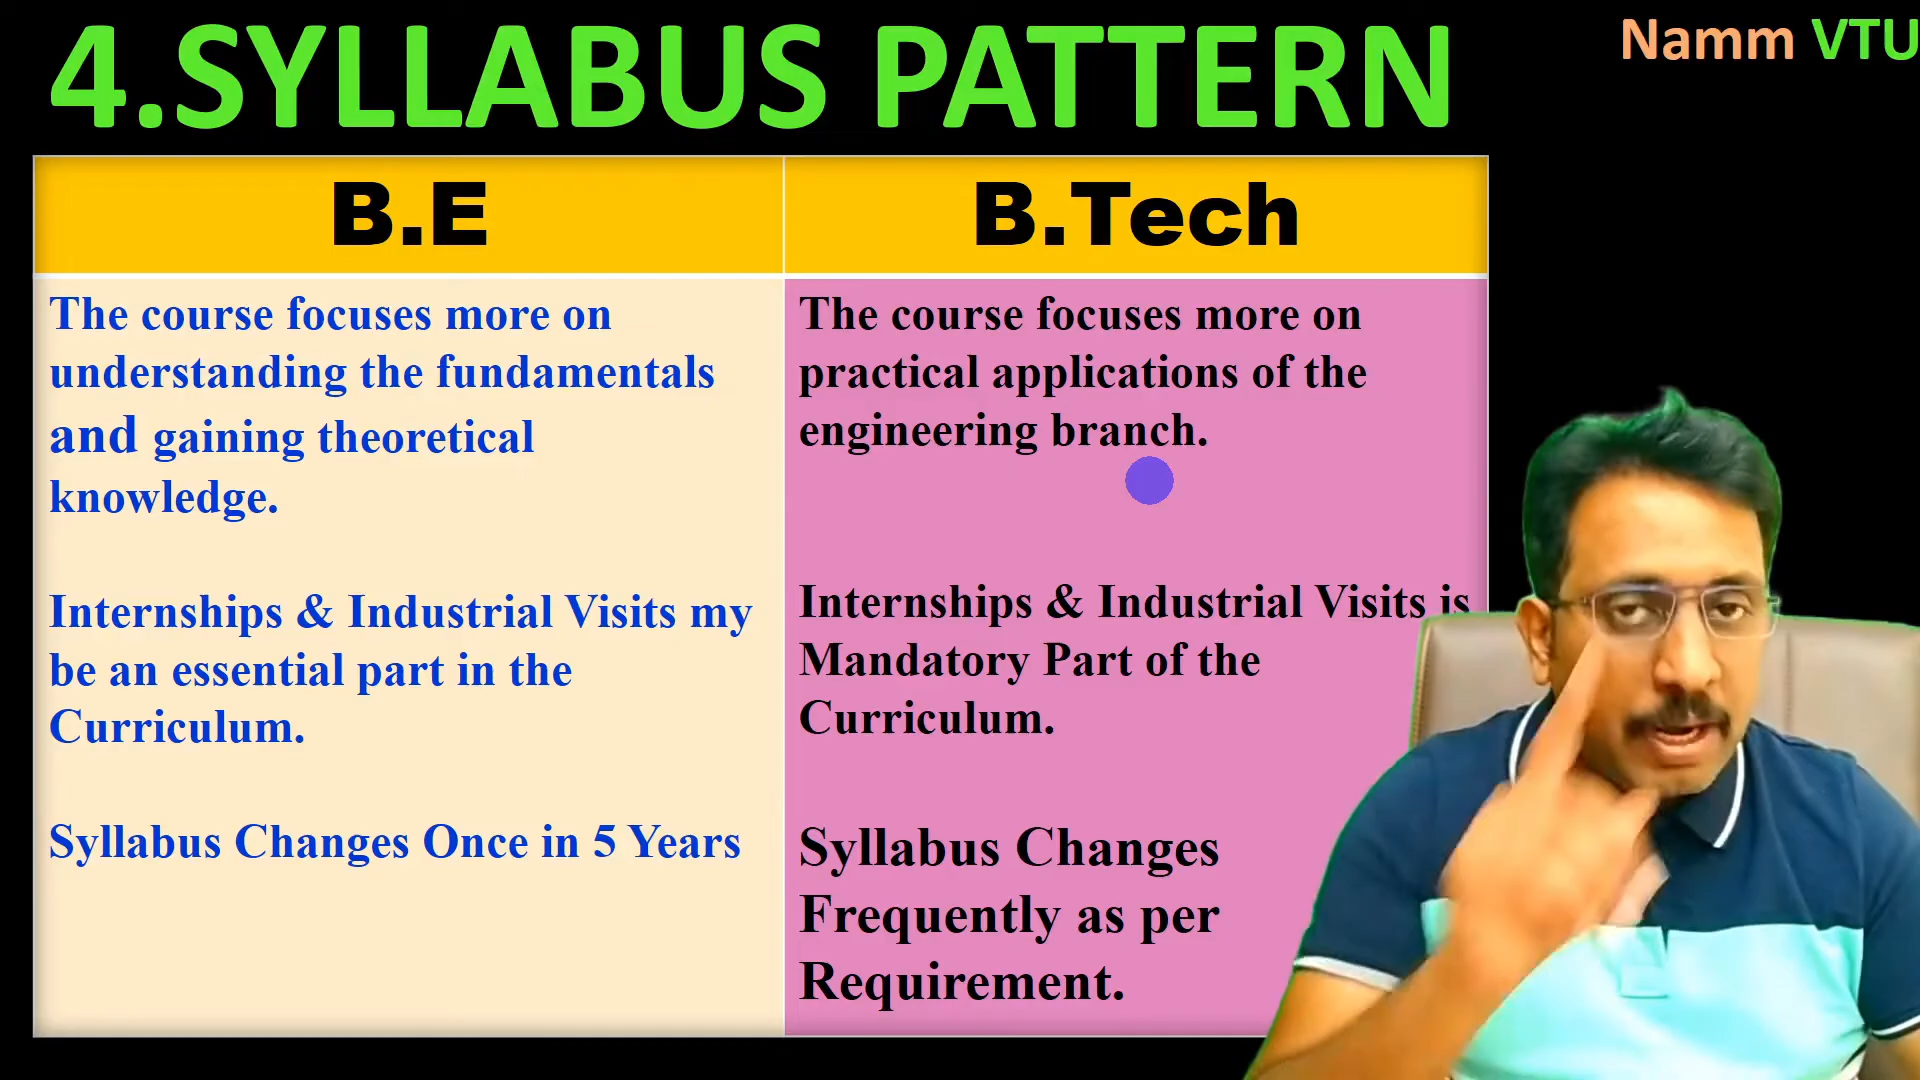 4.SYLLABUS PATTERN
Namm VTU
B.E
B.Tech
The course focuses more on
understanding the fundamentals
and gaining theoretical
knowledge.
Internships & Industrial Visits my
be an essential part in the
Curriculum.
Syllabus Changes Once in 5 Years
The course focuses more on
practical applications of the
engineering branch.
Internships & Industrial Visits is
Mandatory Part of the
Curriculum.
Syllabus Changes
Frequently as per
Requirement.